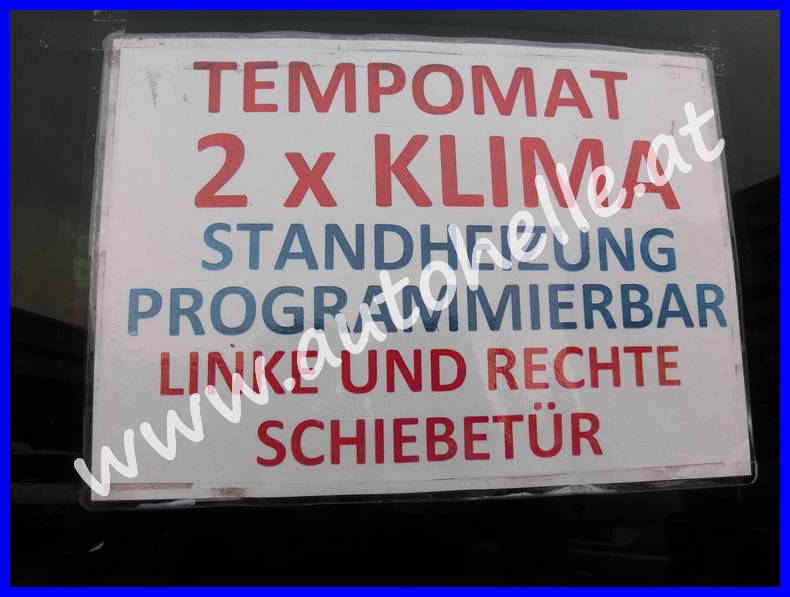 TEMPOMAT
2 x KLIMA
STANDHEIZUNG
PROGRAMMIERBAR
LINKE UND RECHTE
SCHIEBETÜR
www.autohelle.at